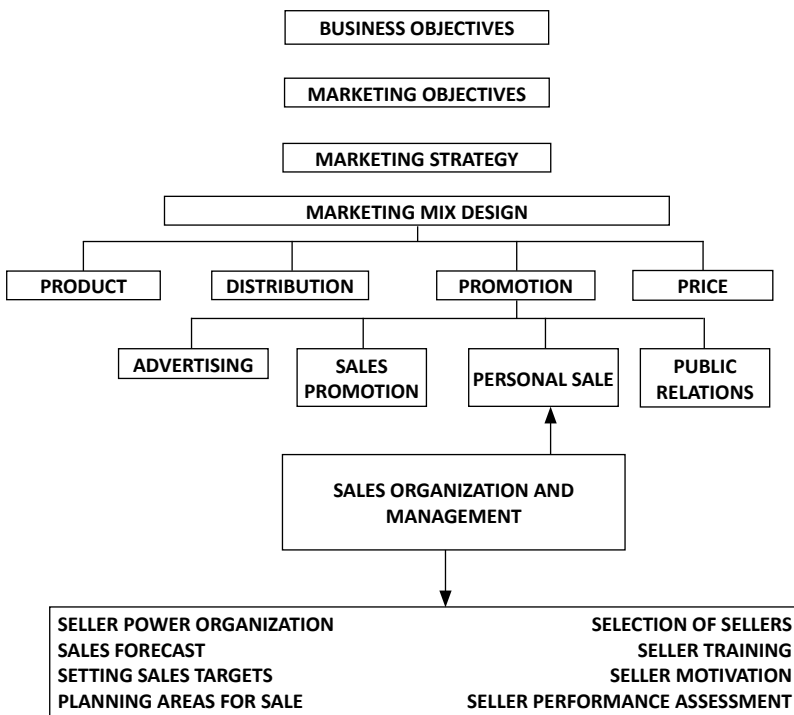 BUSINESS OBJECTIVES
MARKETING OBJECTIVES
MARKETING STRATEGY
MARKETING MIX DESIGN
PRODUCT
DISTRIBUTION
PROMOTION
PRICE
ADVERTISING
SALES
PROMOTION
PERSONAL SALE
PUBLIC
RELATIONS
SALES ORGANIZATION AND
MANAGEMENT
SELLER POWER ORGANIZATION
SALES FORECAST
SETTING SALES TARGETS
PLANNING AREAS FOR SALE
SELECTION OF SELLERS
SELLER TRAINING
SELLER MOTIVATION
SELLER PERFORMANCE ASSESSMENT